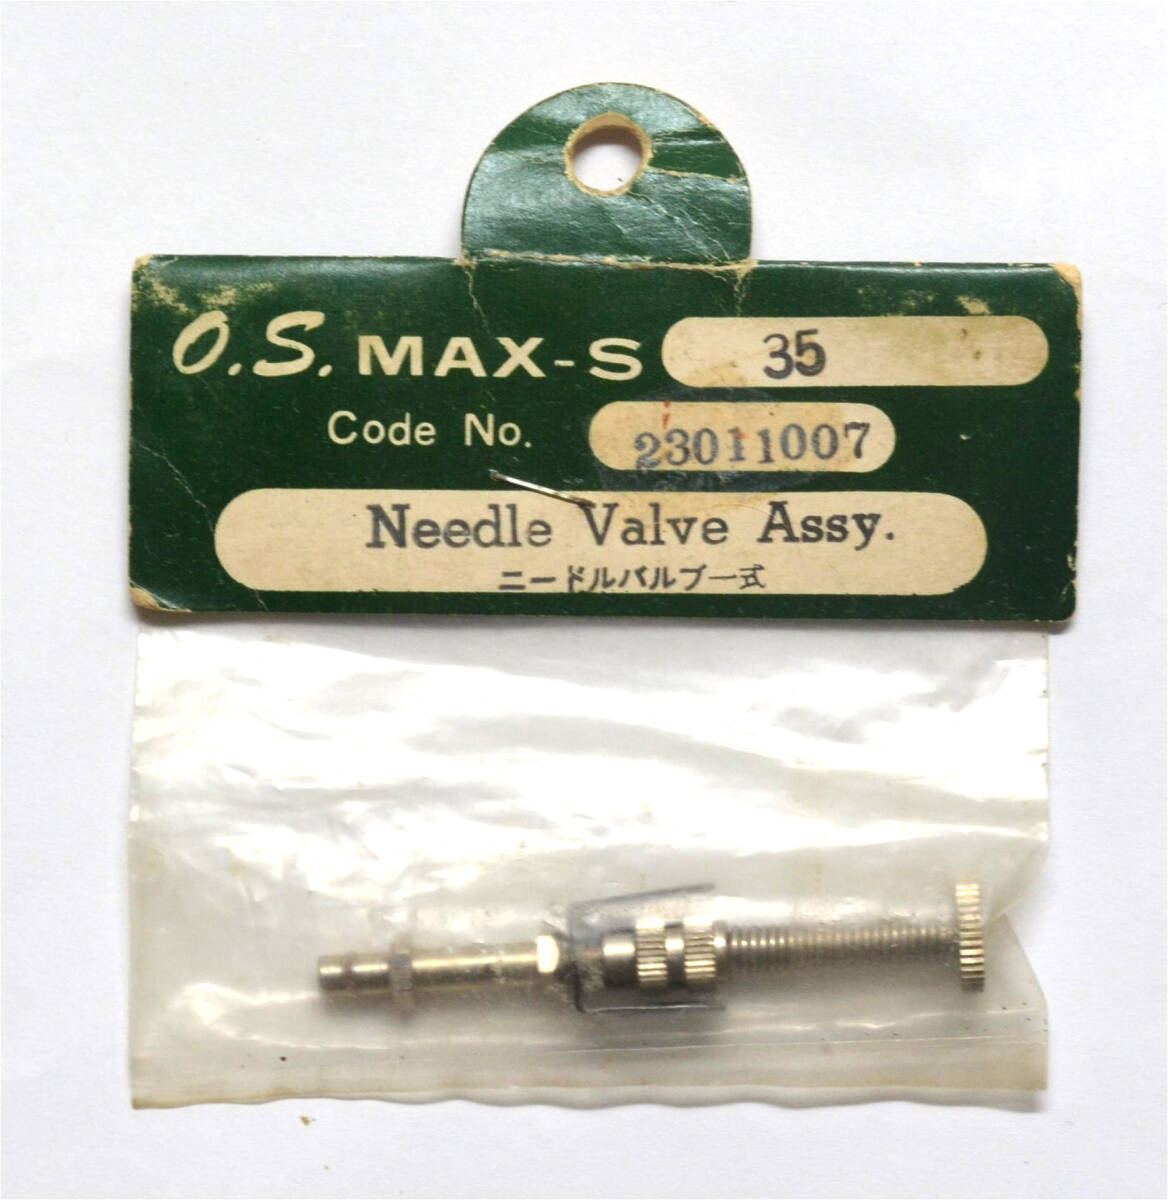 O.S. MAX-S 35
Code No. 23011007
Needle Valve Assy.
ニードルバルブ一式